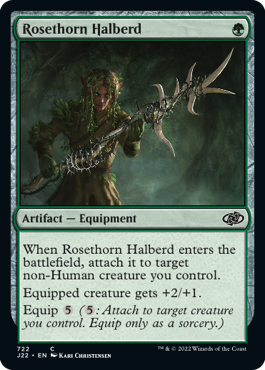 Rosethorn Halberd
Artifact — Equipment
When Rosethorn Halberd enters the
battlefield, attach it to target
non-Human creature you control.
Equipped creature gets +2/+1.
Equip 5 (5: Attach to target creature
you control. Equip only as a sorcery.)
722 C
J22 • EN Kari Christensen
™ & © 2022 Wizards of the Coast